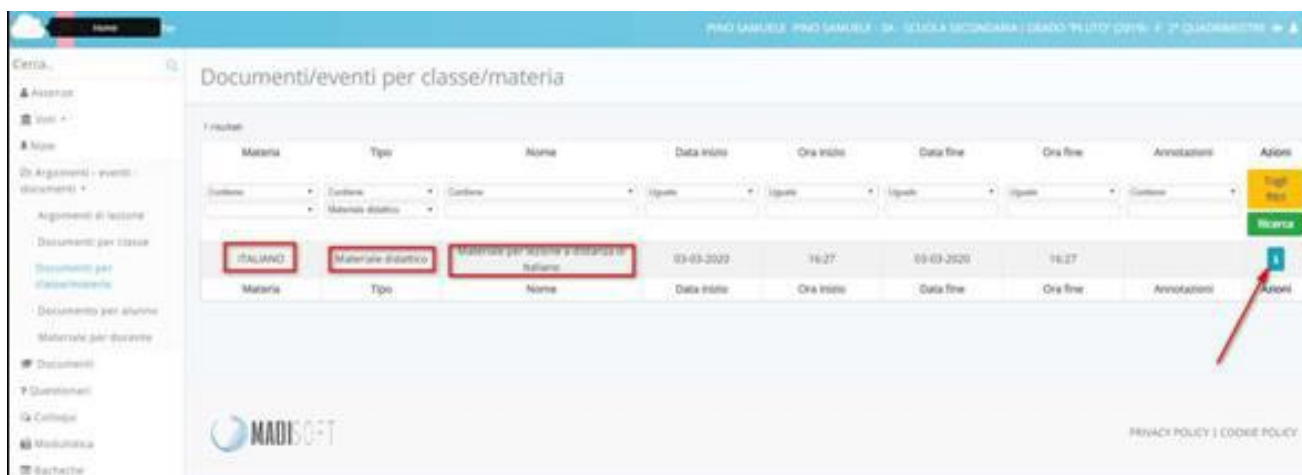 Home
PINO SAMUELE PINO SAMUELE - 3A - SCUOLA SECONDARIA I GRADO "PLUTO" (2019) - F. 2° QUADRIMESTRE
Cerca..
Assenze
Voti
Note
Argomenti - eventi -
documenti
Argomenti di lezione
Documenti per classe
Documenti per
classe/materia
Documento per alunno
Materiale per docente
Documenti
? Questionari
Colloqui
Modulistica
Bacheche
Documenti/eventi per classe/materia
1 risultati
Materia Tipo Nome Data inizio Ora inizio Data fine Ora fine Annotazioni Azioni
Contiene Contiene Contiene Uguale Uguale Uguale Uguale Contiene Togli
Materiale didattico filtri
Ricerca
ITALIANO Materiale didattico Materiale per lezione a distanza di 03-03-2020 16:27 03-03-2020 16:27
Italiano
Materia Tipo Nome Data inizio Ora inizio Data fine Ora fine Annotazioni Azioni
MADISOFT
PRIVACY POLICY | COOKIE POLICY